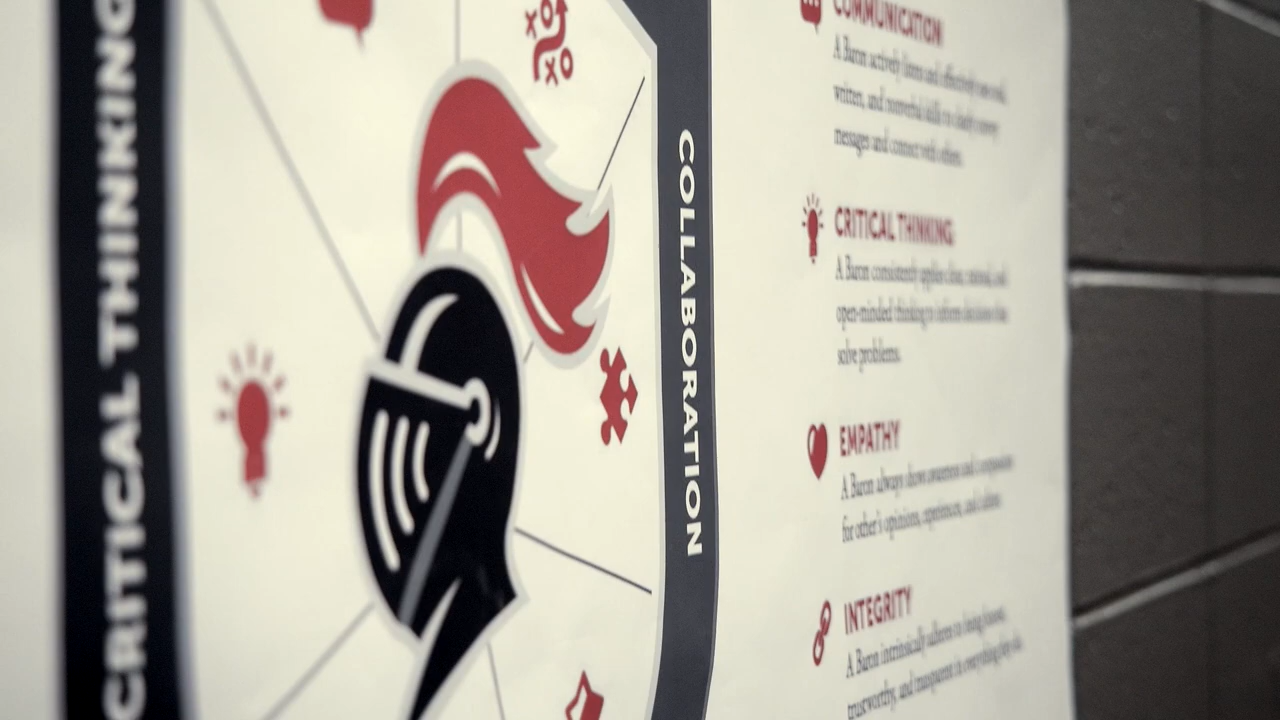 CRITICAL THINKING
COLLABORATION
COMMUNICATION
A Baron actively listens and effectively uses oral,
written, and nonverbal skills to clearly convey
messages and connect with others.
CRITICAL THINKING
A Baron consistently applies clear, rational, and
open-minded thinking to inform decisions that
solve problems.
EMPATHY
A Baron always shows awareness and compassion
for other's opinions, experiences, and culture.
INTEGRITY
A Baron intrinsically adheres to being honest,
trustworthy, and transparent in everything they do.